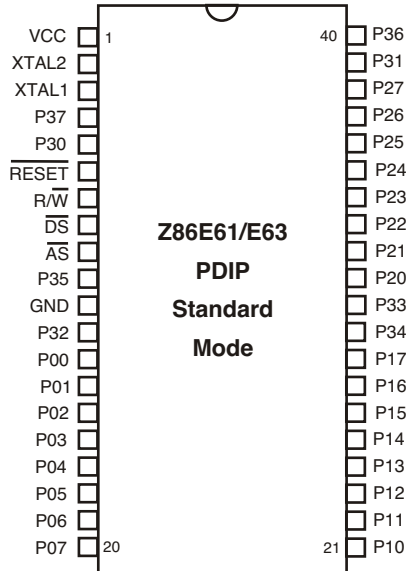 VCC 1 40 P36
XTAL2 P31
XTAL1 P27
P37 P26
P30 P25
RESET P24
R/W P23
DS P22
AS P21
P35 P20
GND P33
P32 P34
P00 P17
P01 P16
P02 P15
P03 P14
P04 P13
P05 P12
P06 P11
P07 20 21 P10
Z86E61/E63
PDIP
Standard
Mode